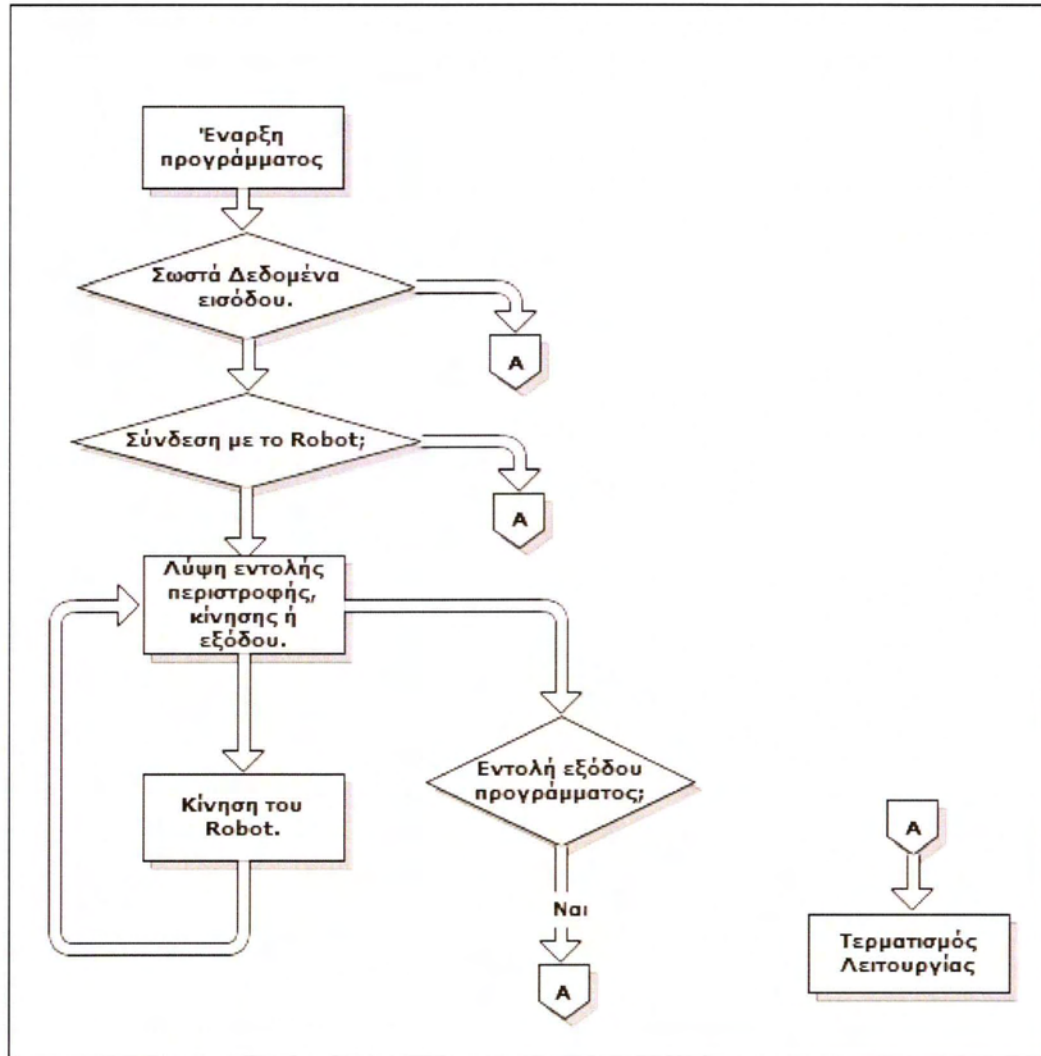 Έναρξη
προγράμματος
Σωστά Δεδομένα
εισόδου.
A
Σύνδεση με το Robot;
A
Λύψη εντολής
περιστροφής,
κίνησης ή
εξόδου.
Εντολή εξόδου
προγράμματος;
Κίνηση του
Robot.
A
Ναι
Τερματισμός
Λειτουργίας
A